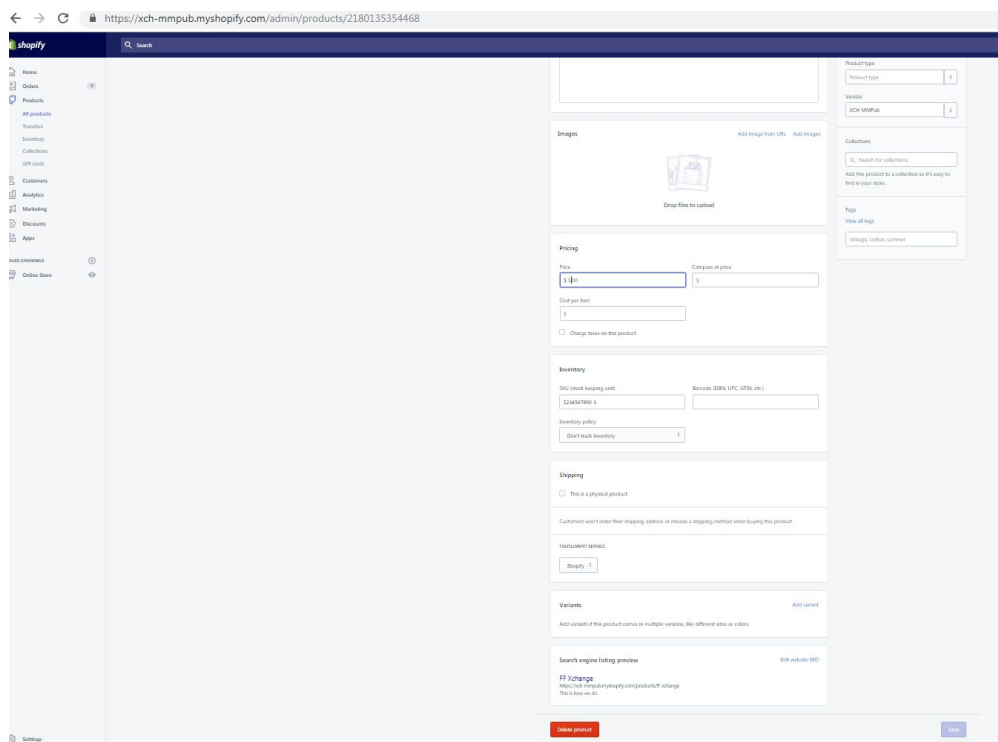 https://xch-mmpub.myshopify.com/admin/products/2180135354468
shopify
Search
Home
Orders
Products
All products
Transfers
Inventory
Collections
Gift cards
Customers
Analytics
Marketing
Discounts
Apps
SALES CHANNELS
Online Store
Settings
Images
Add image from URL Add images
Drop files to upload
Pricing
Price
Compare at price
$
Cost per item
$
Charge taxes on this product
Inventory
SKU (stock keeping unit)
Barcode (ISBN, UPC, GTIN, etc.)
1234567890-3
Inventory policy
Don't track inventory
Shipping
This is a physical product
Customers won't enter their shipping address or choose a shipping method when buying this product.
FULFILLMENT SERVICE
Shopify
Variants
Add variant
Add variants if this product comes in multiple versions, like different sizes or colors.
Search engine listing preview
Edit website SEO
FF Xchange
https://xch-mmpub.myshopify.com/products/ff-xchange
This is how we do
Delete product
Save
Product type
Product type
Vendor
XCH-MMPub
Collections
Search for collections
Add this product to a collection so it's easy to
find in your store.
Tags
View all tags
Vintage, cotton, summer